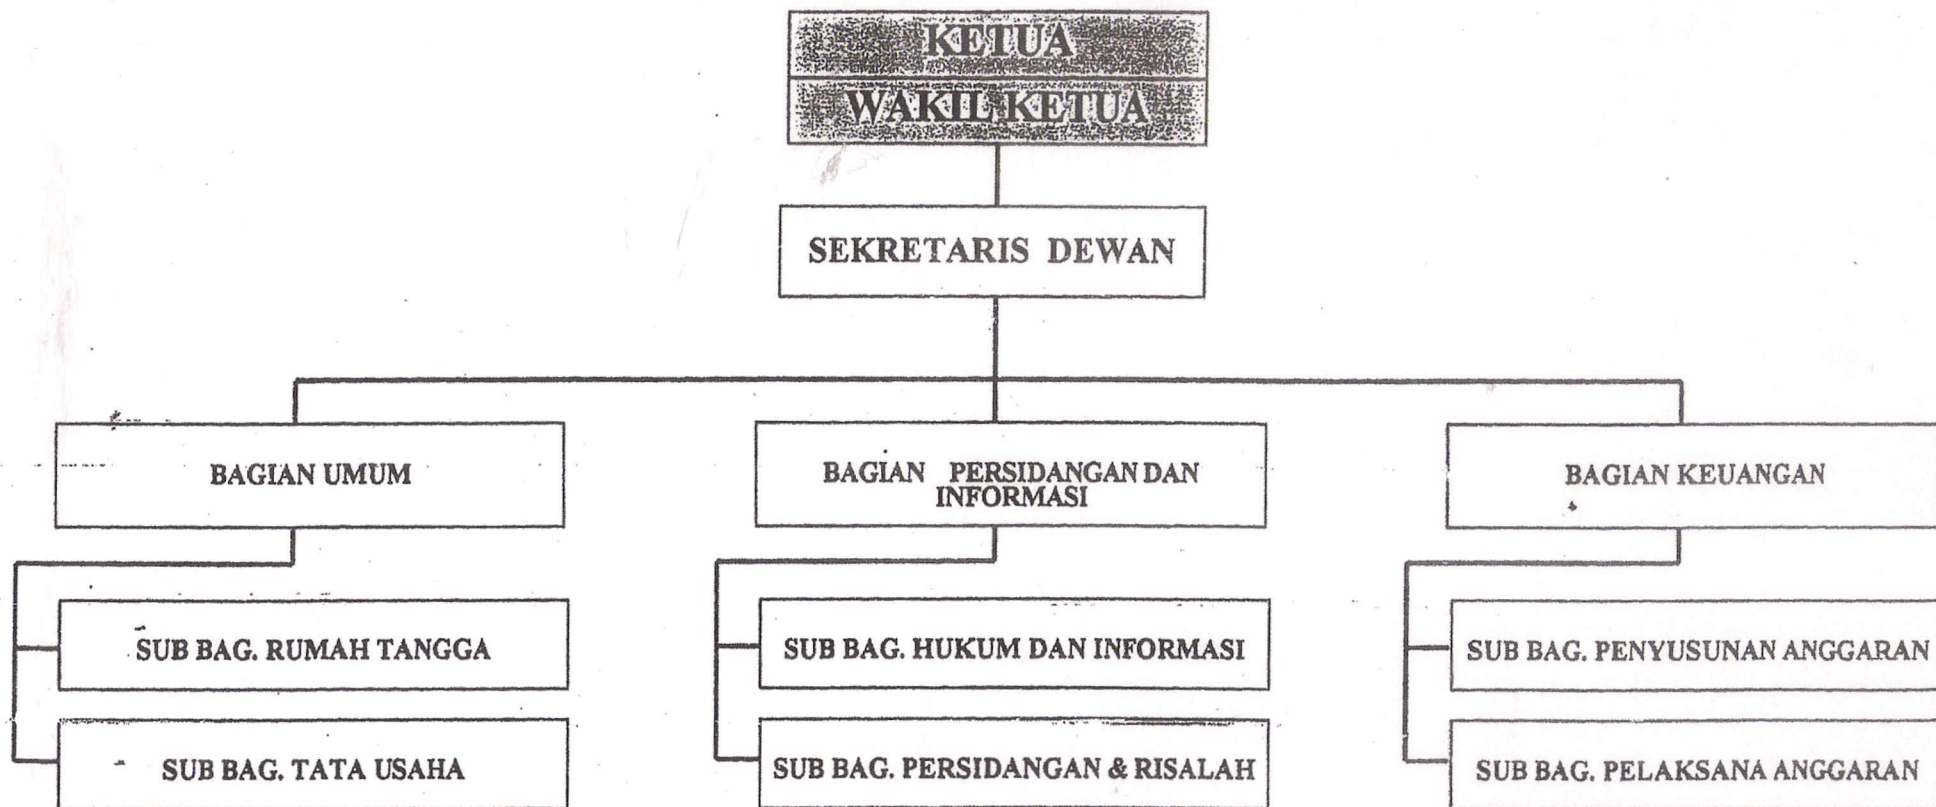 KETUA
WAKIL KETUA
SEKRETARIS DEWAN
BAGIAN UMUM
BAGIAN PERSIDANGAN DAN
INFORMASI
BAGIAN KEUANGAN
SUB BAG. RUMAH TANGGA
SUB BAG. HUKUM DAN INFORMASI
SUB BAG. PENYUSUNAN ANGGARAN
SUB BAG. TATA USAHA
SUB BAG. PERSIDANGAN & RISALAH
SUB BAG. PELAKSANA ANGGARAN